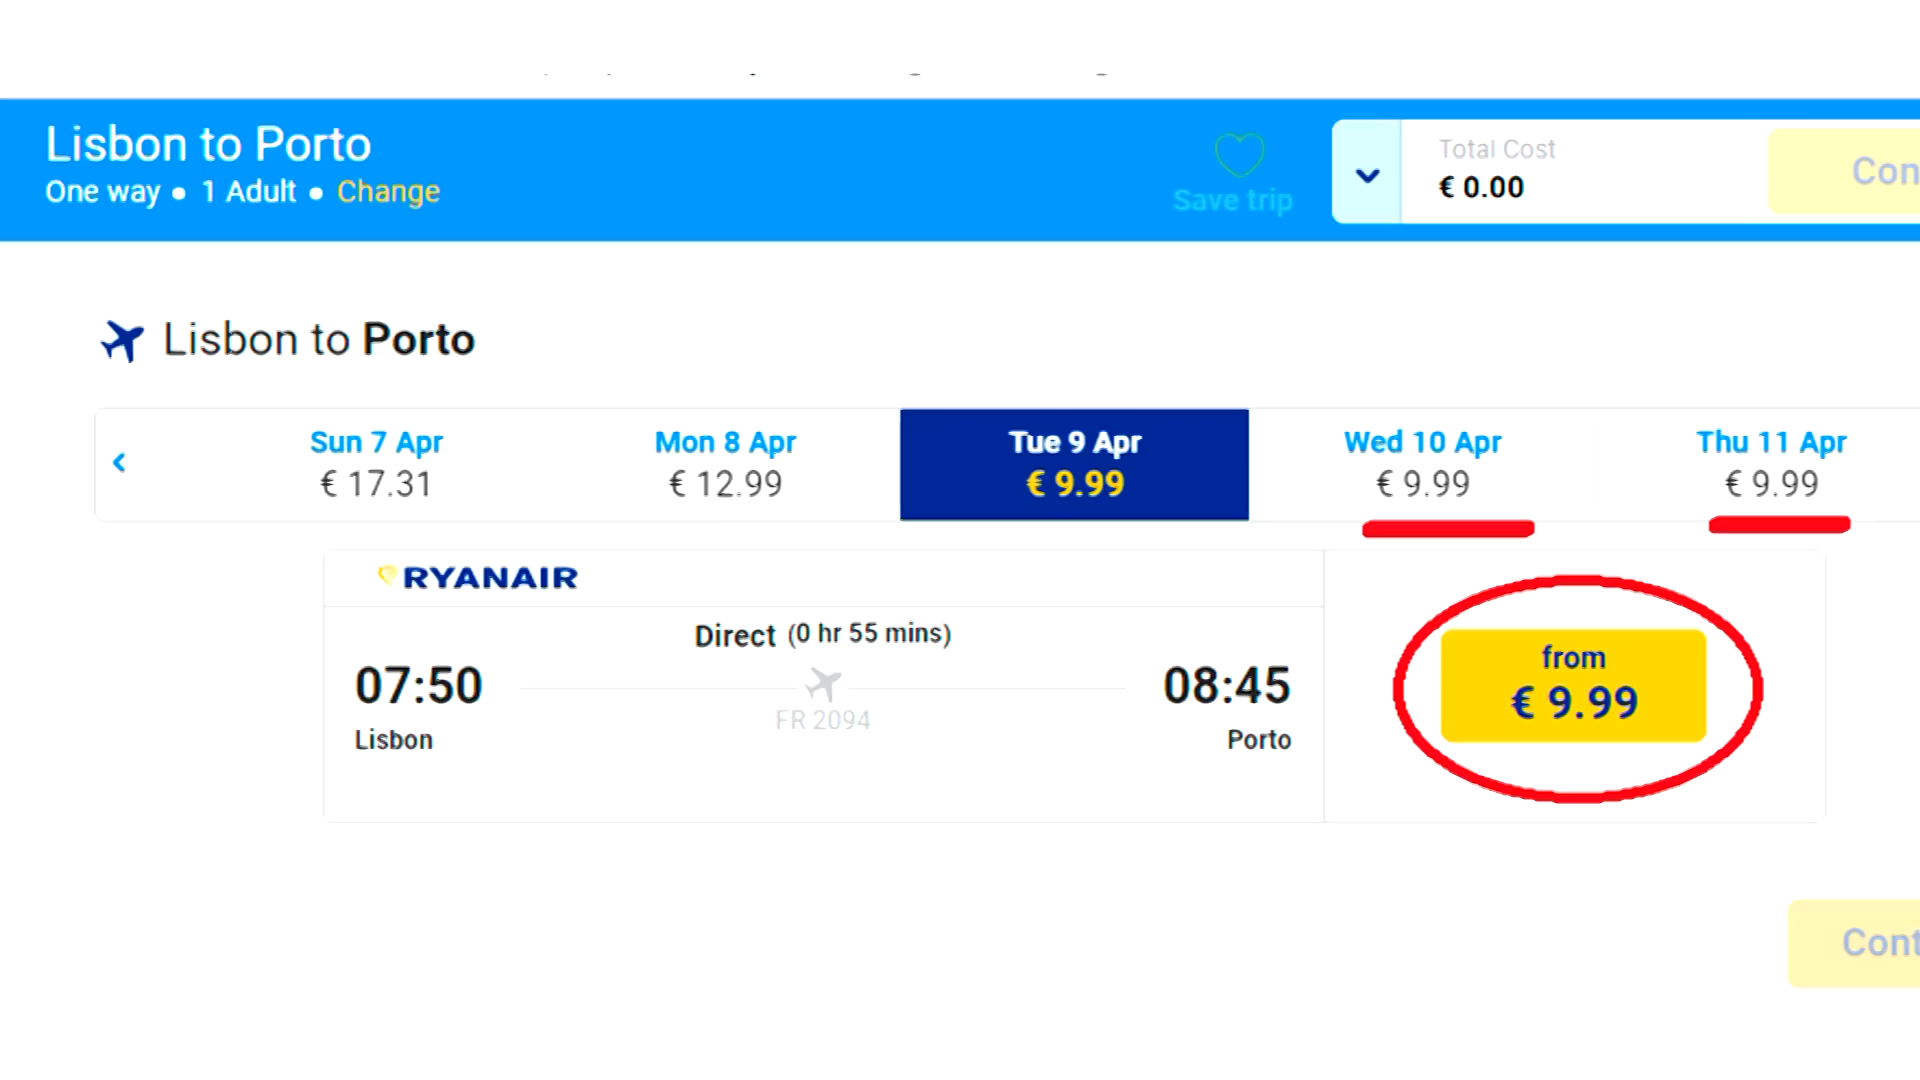 Lisbon to Porto
One way • 1 Adult • Change
Save trip
Total Cost
€ 0.00
Con
Lisbon to Porto
Sun 7 Apr
€ 17.31
Mon 8 Apr
€ 12.99
Tue 9 Apr
€ 9.99
Wed 10 Apr
€ 9.99
Thu 11 Apr
€ 9.99
RYANAIR
Direct (0 hr 55 mins)
07:50
08:45
FR 2094
Lisbon
Porto
from
€ 9.99
Cont